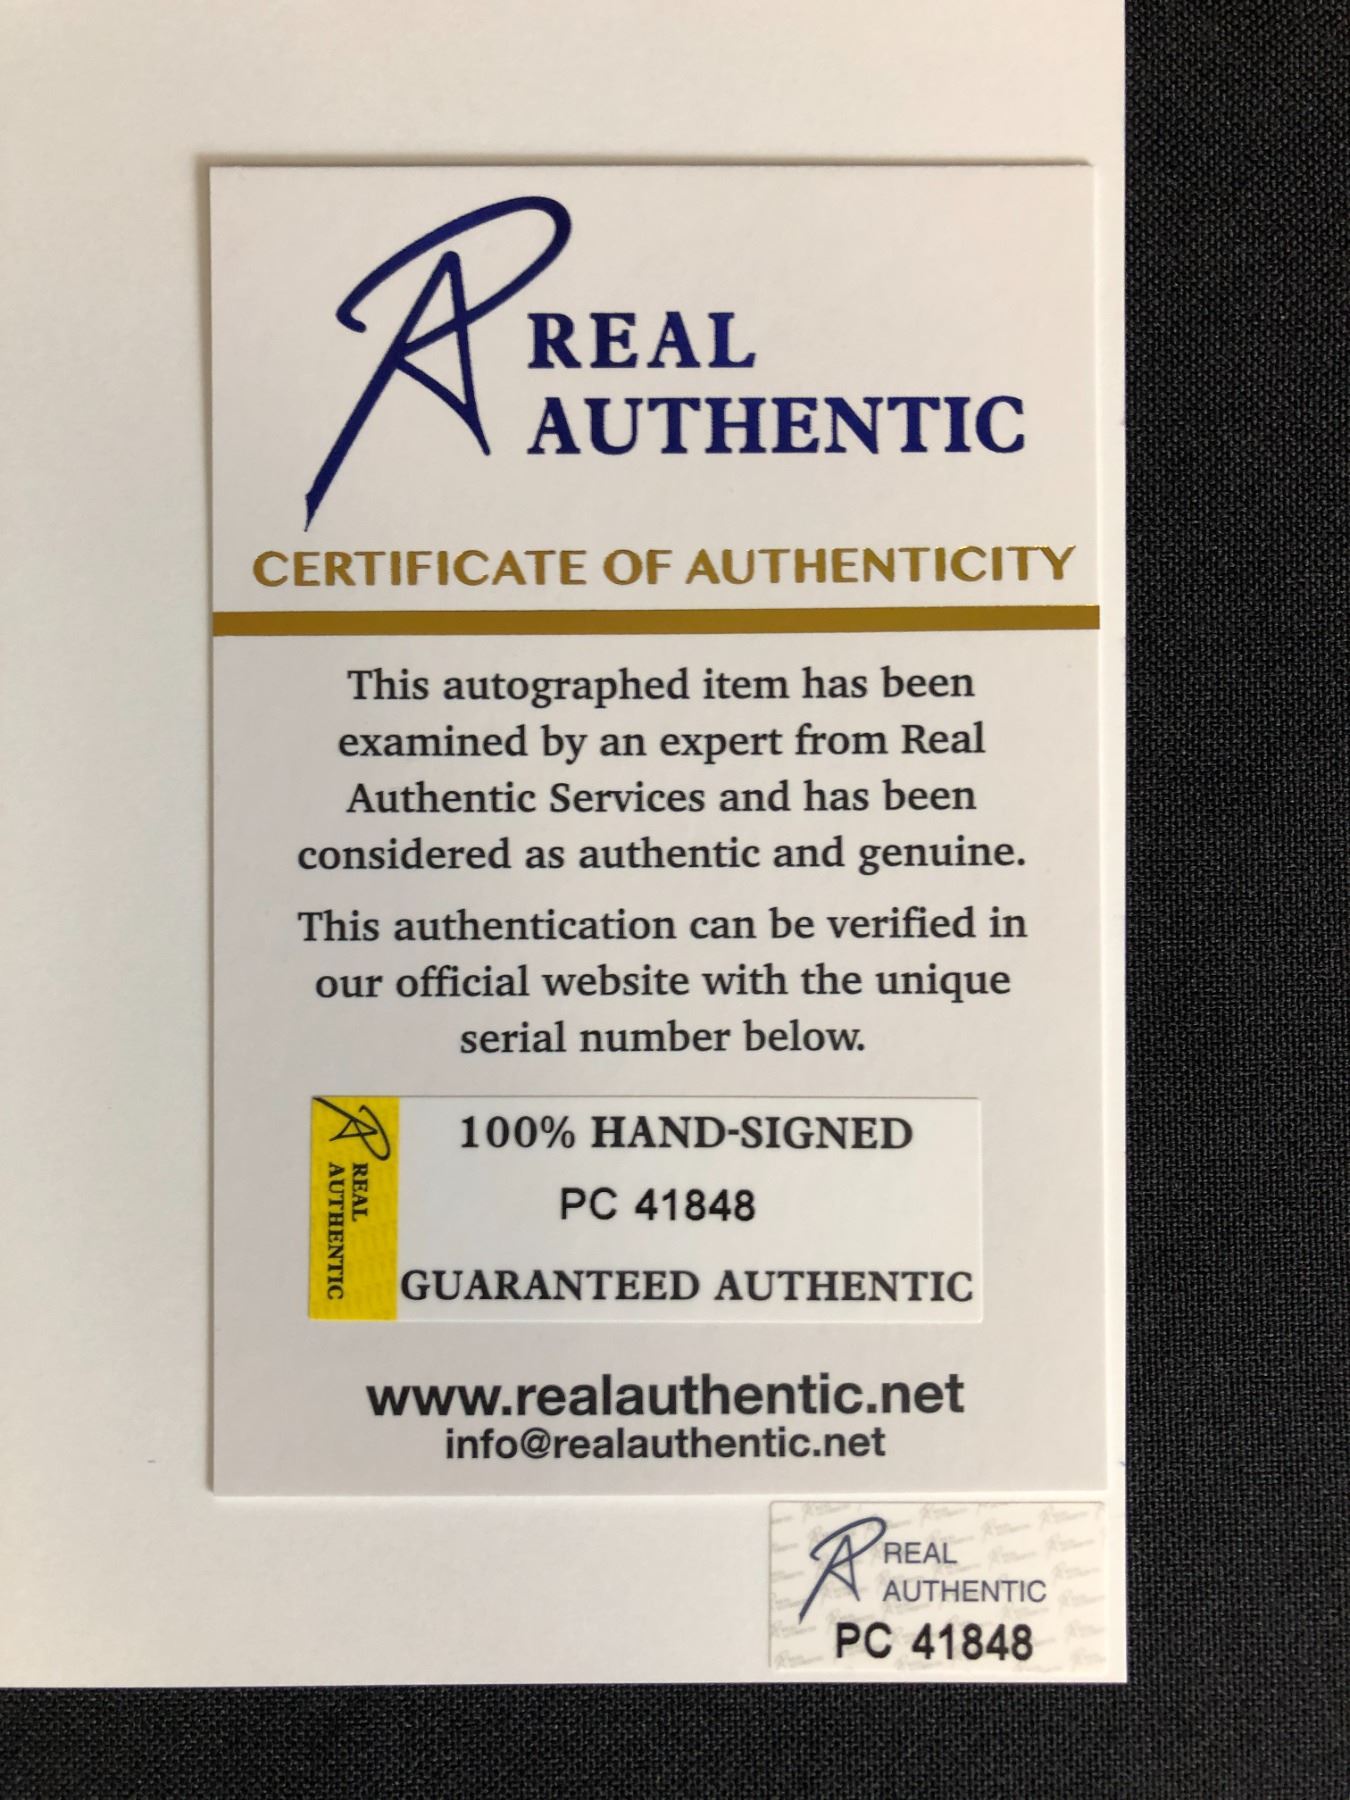 REAL
AUTHENTIC
CERTIFICATE OF AUTHENTICITY
This autographed item has been
examined by an expert from Real
Authentic Services and has been
considered as authentic and genuine.
This authentication can be verified in
our official website with the unique
serial number below.
REAL
AUTHENTIC
100% HAND-SIGNED
PC 41848
GUARANTEED AUTHENTIC
www.realauthentic.net
info@realauthentic.net
REAL
AUTHENTIC
PC 41848